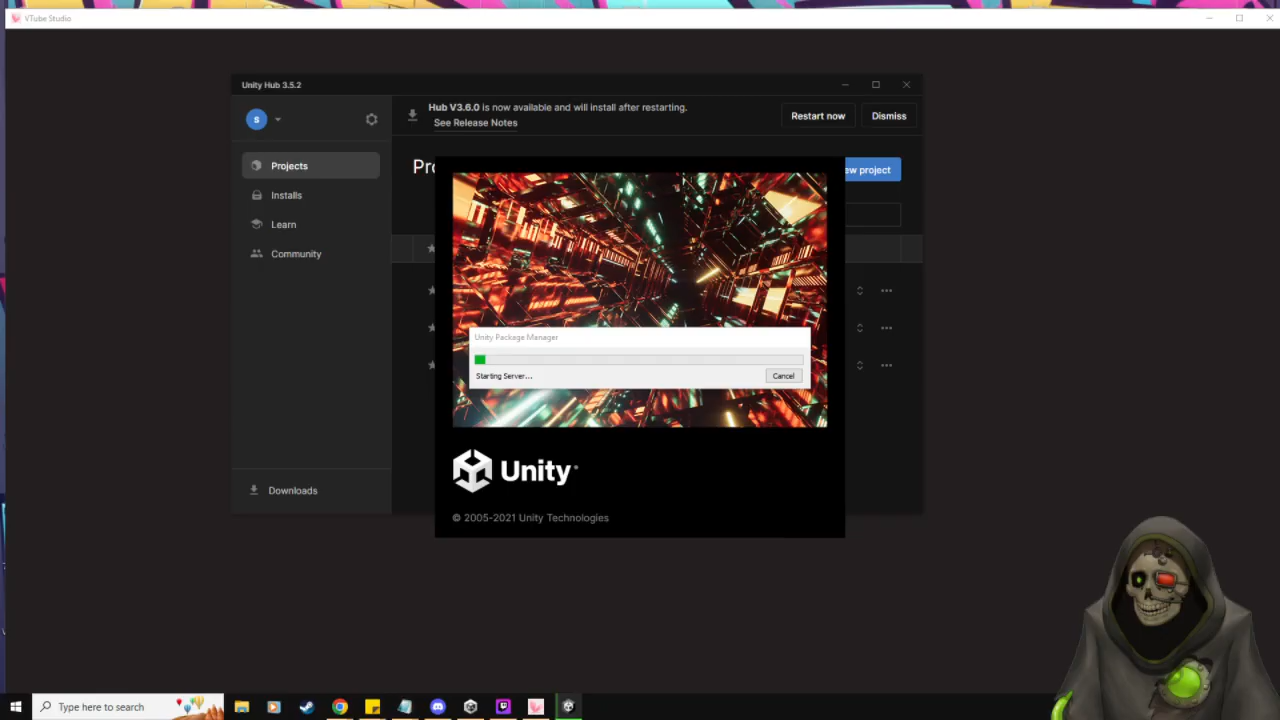 VTube Studio
Unity Hub 3.5.2
S
Hub V3.6.0 is now available and will install after restarting.
See Release Notes
Restart now
Dismiss
Projects
Installs
Learn
Community
Downloads
Pro
ew project
Unity Package Manager
Starting Server...
Cancel
Unity
© 2005-2021 Unity Technologies
Type here to search